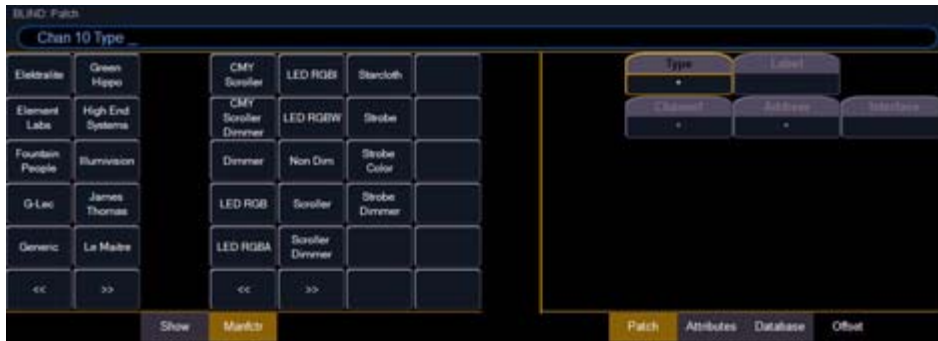 BLIND: Patch
Chan 10 Type _
Elektralite
Green Hippo
CMY Scroller
LED RGBI
Starcloth
Type
Label
Element Labs
High End Systems
CMY Scroller Dimmer
LED RGBW
Strobe
Channel
Address
Interface
Fountain People
Illumivision
Dimmer
Non Dim
Strobe Color
G-Lec
James Thomas
LED RGB
Scroller
Strobe Dimmer
Generic
Le Maitre
LED RGBA
Scroller Dimmer
<<
>>
<<
>>
Show
Manfctr
Patch
Attributes
Database
Offset